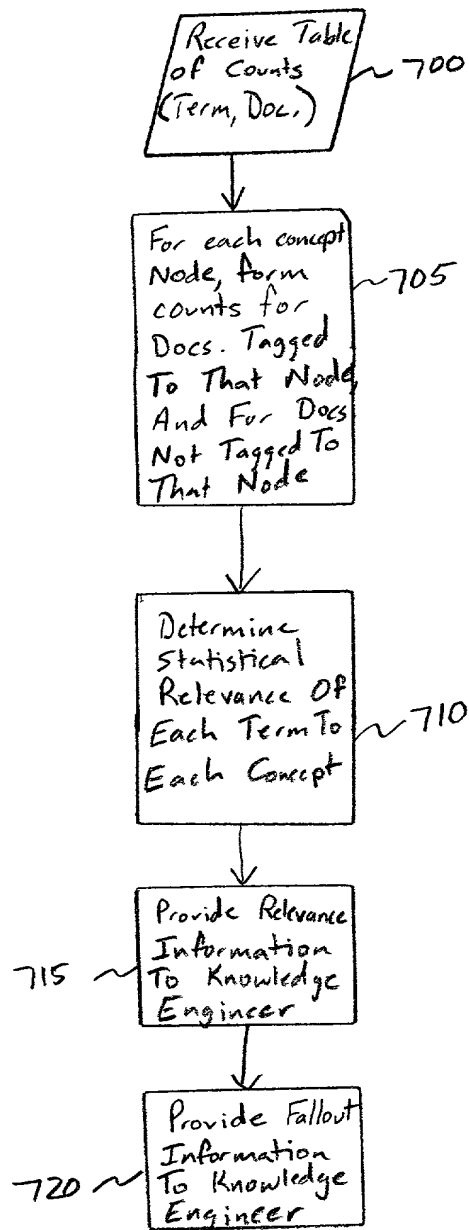 Receive Table
of Counts
(Term, Doc.)
700
For each concept
Node, form
counts for
Docs. Tagged
To That Node,
And For Docs
Not Tagged To
That Node
705
Determine
Statistical
Relevance Of
Each Term To
Each Concept
710
Provide Relevance
Information
To Knowledge
Engineer
715
Provide Fallout
Information
To Knowledge
Engineer
720